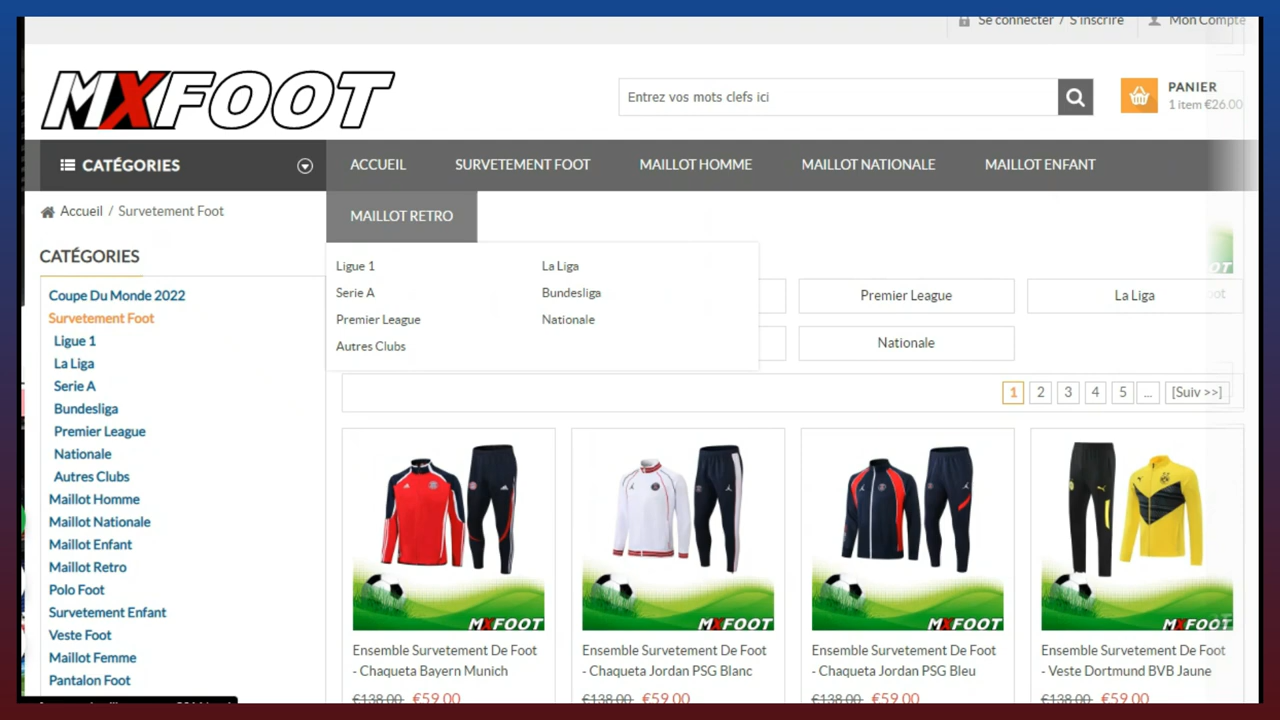 Se connecter / S'inscrire
Mon Compte
MXFOOT
Entrez vos mots clefs ici
PANIER
1 item €26.00
CATÉGORIES
ACCUEIL
SURVETEMENT FOOT
MAILLOT HOMME
MAILLOT NATIONALE
MAILLOT ENFANT
MAILLOT RETRO
Accueil / Survetement Foot
CATÉGORIES
Coupe Du Monde 2022
Survetement Foot
Ligue 1
La Liga
Serie A
Bundesliga
Premier League
Nationale
Autres Clubs
Maillot Homme
Maillot Nationale
Maillot Enfant
Maillot Retro
Polo Foot
Survetement Enfant
Veste Foot
Maillot Femme
Pantalon Foot
Ligue 1
La Liga
Serie A
Bundesliga
Premier League
Nationale
Autres Clubs
Premier League
La Liga
Nationale
1 2 3 4 5 ... [Suiv >>]
MXFOOT
MXFOOT
MXFOOT
MXFOOT
Ensemble Survetement De Foot
- Chaqueta Bayern Munich
€138.00 €59.00
Ensemble Survetement De Foot
- Chaqueta Jordan PSG Blanc
€138.00 €59.00
Ensemble Survetement De Foot
- Chaqueta Jordan PSG Bleu
€138.00 €59.00
Ensemble Survetement De Foot
- Veste Dortmund BVB Jaune
€138.00 €59.00